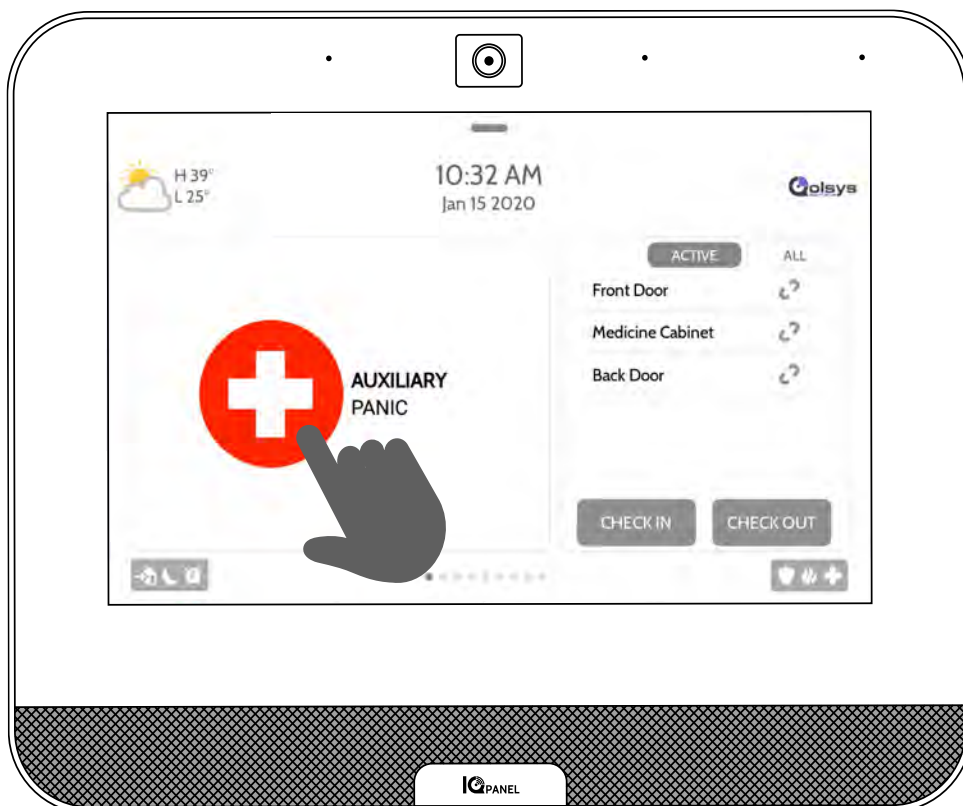 H 39°
L 25°
10:32 AM
Jan 15 2020
Qolsys
ACTIVE
ALL
Front Door
Medicine Cabinet
Back Door
AUXILIARY
PANIC
CHECK IN
CHECK OUT
IQ PANEL